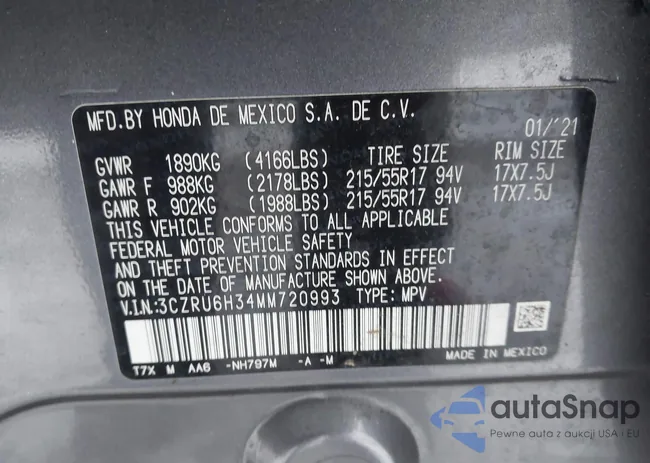 MFD.BY HONDA DE MEXICO S.A. DE C.V. 01/'21
GVWR 1890KG (4166LBS) TIRE SIZE RIM SIZE
GAWR F 988KG (2178LBS) 215/55R17 94V 17X7.5J
GAWR R 902KG (1988LBS) 215/55R17 94V 17X7.5J
THIS VEHICLE CONFORMS TO ALL APPLICABLE
FEDERAL MOTOR VEHICLE SAFETY
AND THEFT PREVENTION STANDARDS IN EFFECT
ON THE DATE OF MANUFACTURE SHOWN ABOVE.
V.I.N.:3CZRU6H34MM720993 TYPE: MPV
T7X M AA6 -NH797M -A -M MADE IN MEXICO
autaSnap
Pewne auta z aukcji USA i EU